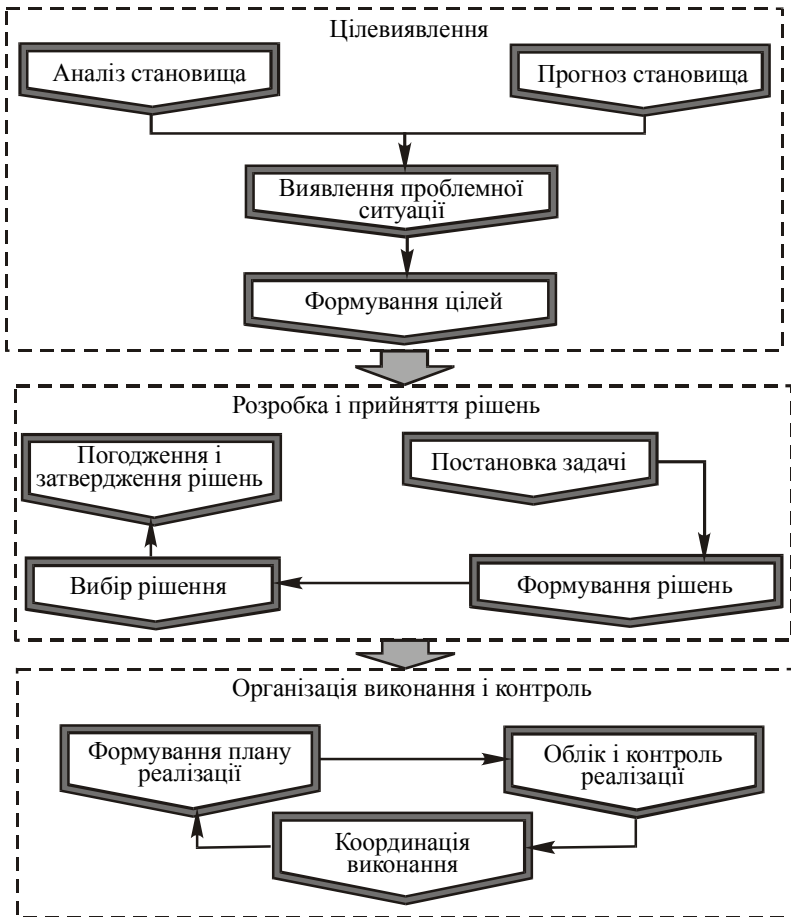 Цілевиявлення
Аналіз становища
Прогноз становища
Виявлення проблемної
ситуації
Формування цілей
Розробка і прийняття рішень
Погодження і
затвердження рішень
Постановка задачі
Вибір рішення
Формування рішень
Організація виконання і контроль
Формування плану
реалізації
Облік і контроль
реалізації
Координація
виконання